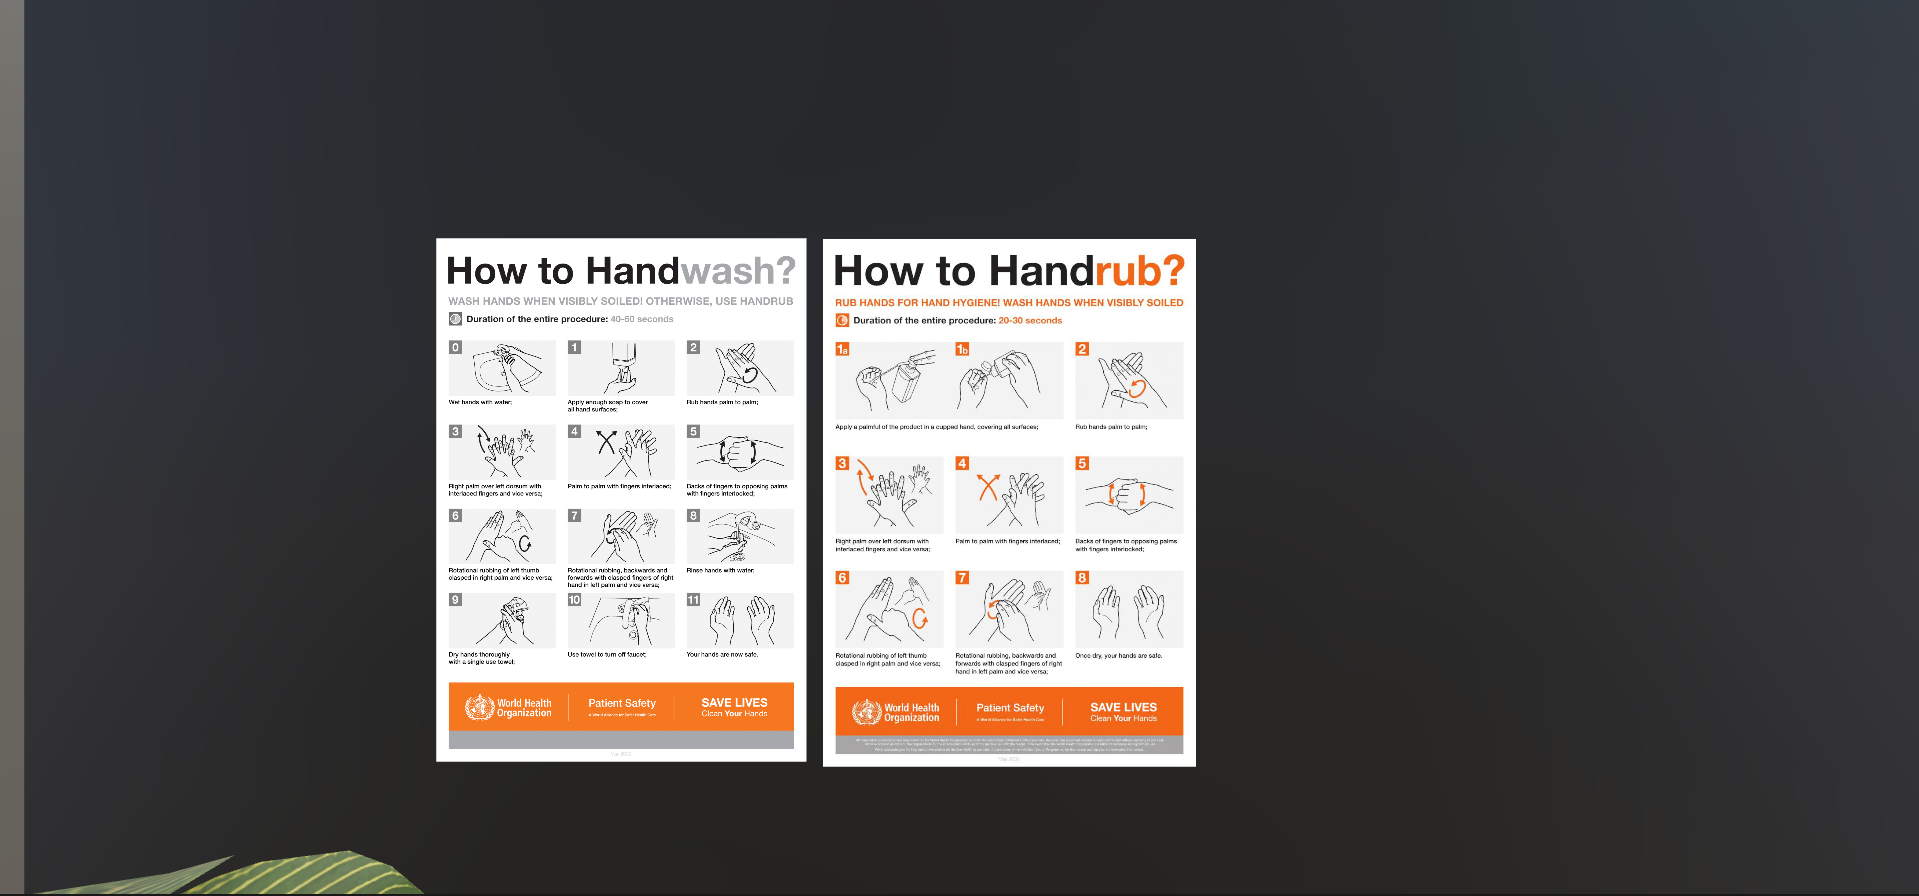 How to Handwash?
WASH HANDS WHEN VISIBLY SOILED! OTHERWISE, USE HANDRUB
Duration of the entire procedure: 40-60 seconds
0
1
2
Wet hands with water;
Apply enough soap to cover
all hand surfaces;
Rub hands palm to palm;
3
4
5
Right palm over left dorsum with
interlaced fingers and vice versa;
Palm to palm with fingers interlaced;
Backs of fingers to opposing palms
with fingers interlocked;
6
7
8
Rotational rubbing of left thumb
clasped in right palm and vice versa;
Rotational rubbing, backwards and
forwards with clasped fingers of right
hand in left palm and vice versa;
Rinse hands with water;
9
10
11
Dry hands thoroughly
with a single use towel;
Use towel to turn off faucet;
Your hands are now safe.
World Health
Organization
Patient Safety
A World Alliance for Safer Health Care
SAVE LIVES
Clean Your Hands
How to Handrub?
RUB HANDS FOR HAND HYGIENE! WASH HANDS WHEN VISIBLY SOILED
Duration of the entire procedure: 20-30 seconds
1a
1b
2
Apply a palmful of the product in a cupped hand, covering all surfaces;
Rub hands palm to palm;
3
4
5
Right palm over left dorsum with
interlaced fingers and vice versa;
Palm to palm with fingers interlaced;
Backs of fingers to opposing palms
with fingers interlocked;
6
7
8
Rotational rubbing of left thumb
clasped in right palm and vice versa;
Rotational rubbing, backwards and
forwards with clasped fingers of right
hand in left palm and vice versa;
Once dry, your hands are safe.
World Health
Organization
Patient Safety
A World Alliance for Safer Health Care
SAVE LIVES
Clean Your Hands